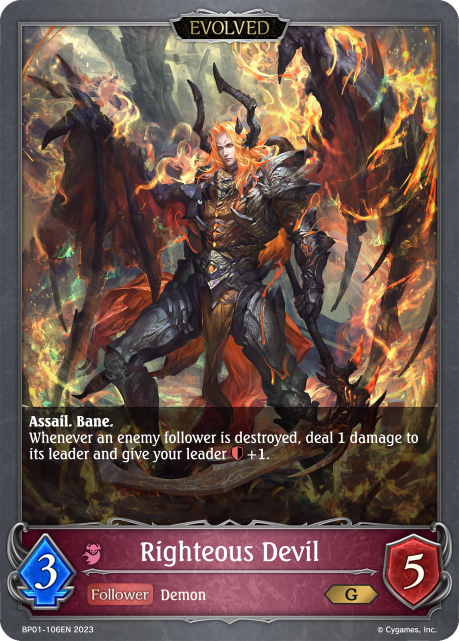 EVOLVED
Assail. Bane.
Whenever an enemy follower is destroyed, deal 1 damage to
its leader and give your leader +1.
Righteous Devil
3
5
Follower Demon G
BP01-106EN 2023 © Cygames, Inc.